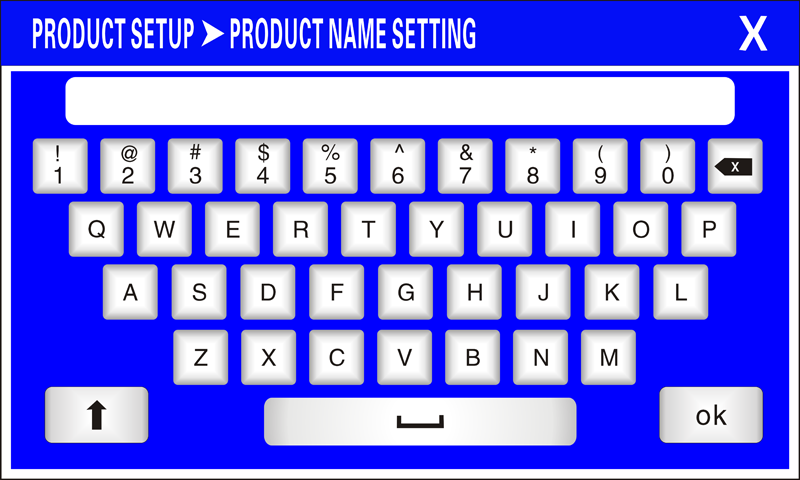 PRODUCT SETUP ➤ PRODUCT NAME SETTING X
! @ # $ % ^ & * ( )
1 2 3 4 5 6 7 8 9 0 X
Q W E R T Y U I O P
A S D F G H J K L
Z X C V B N M
ok